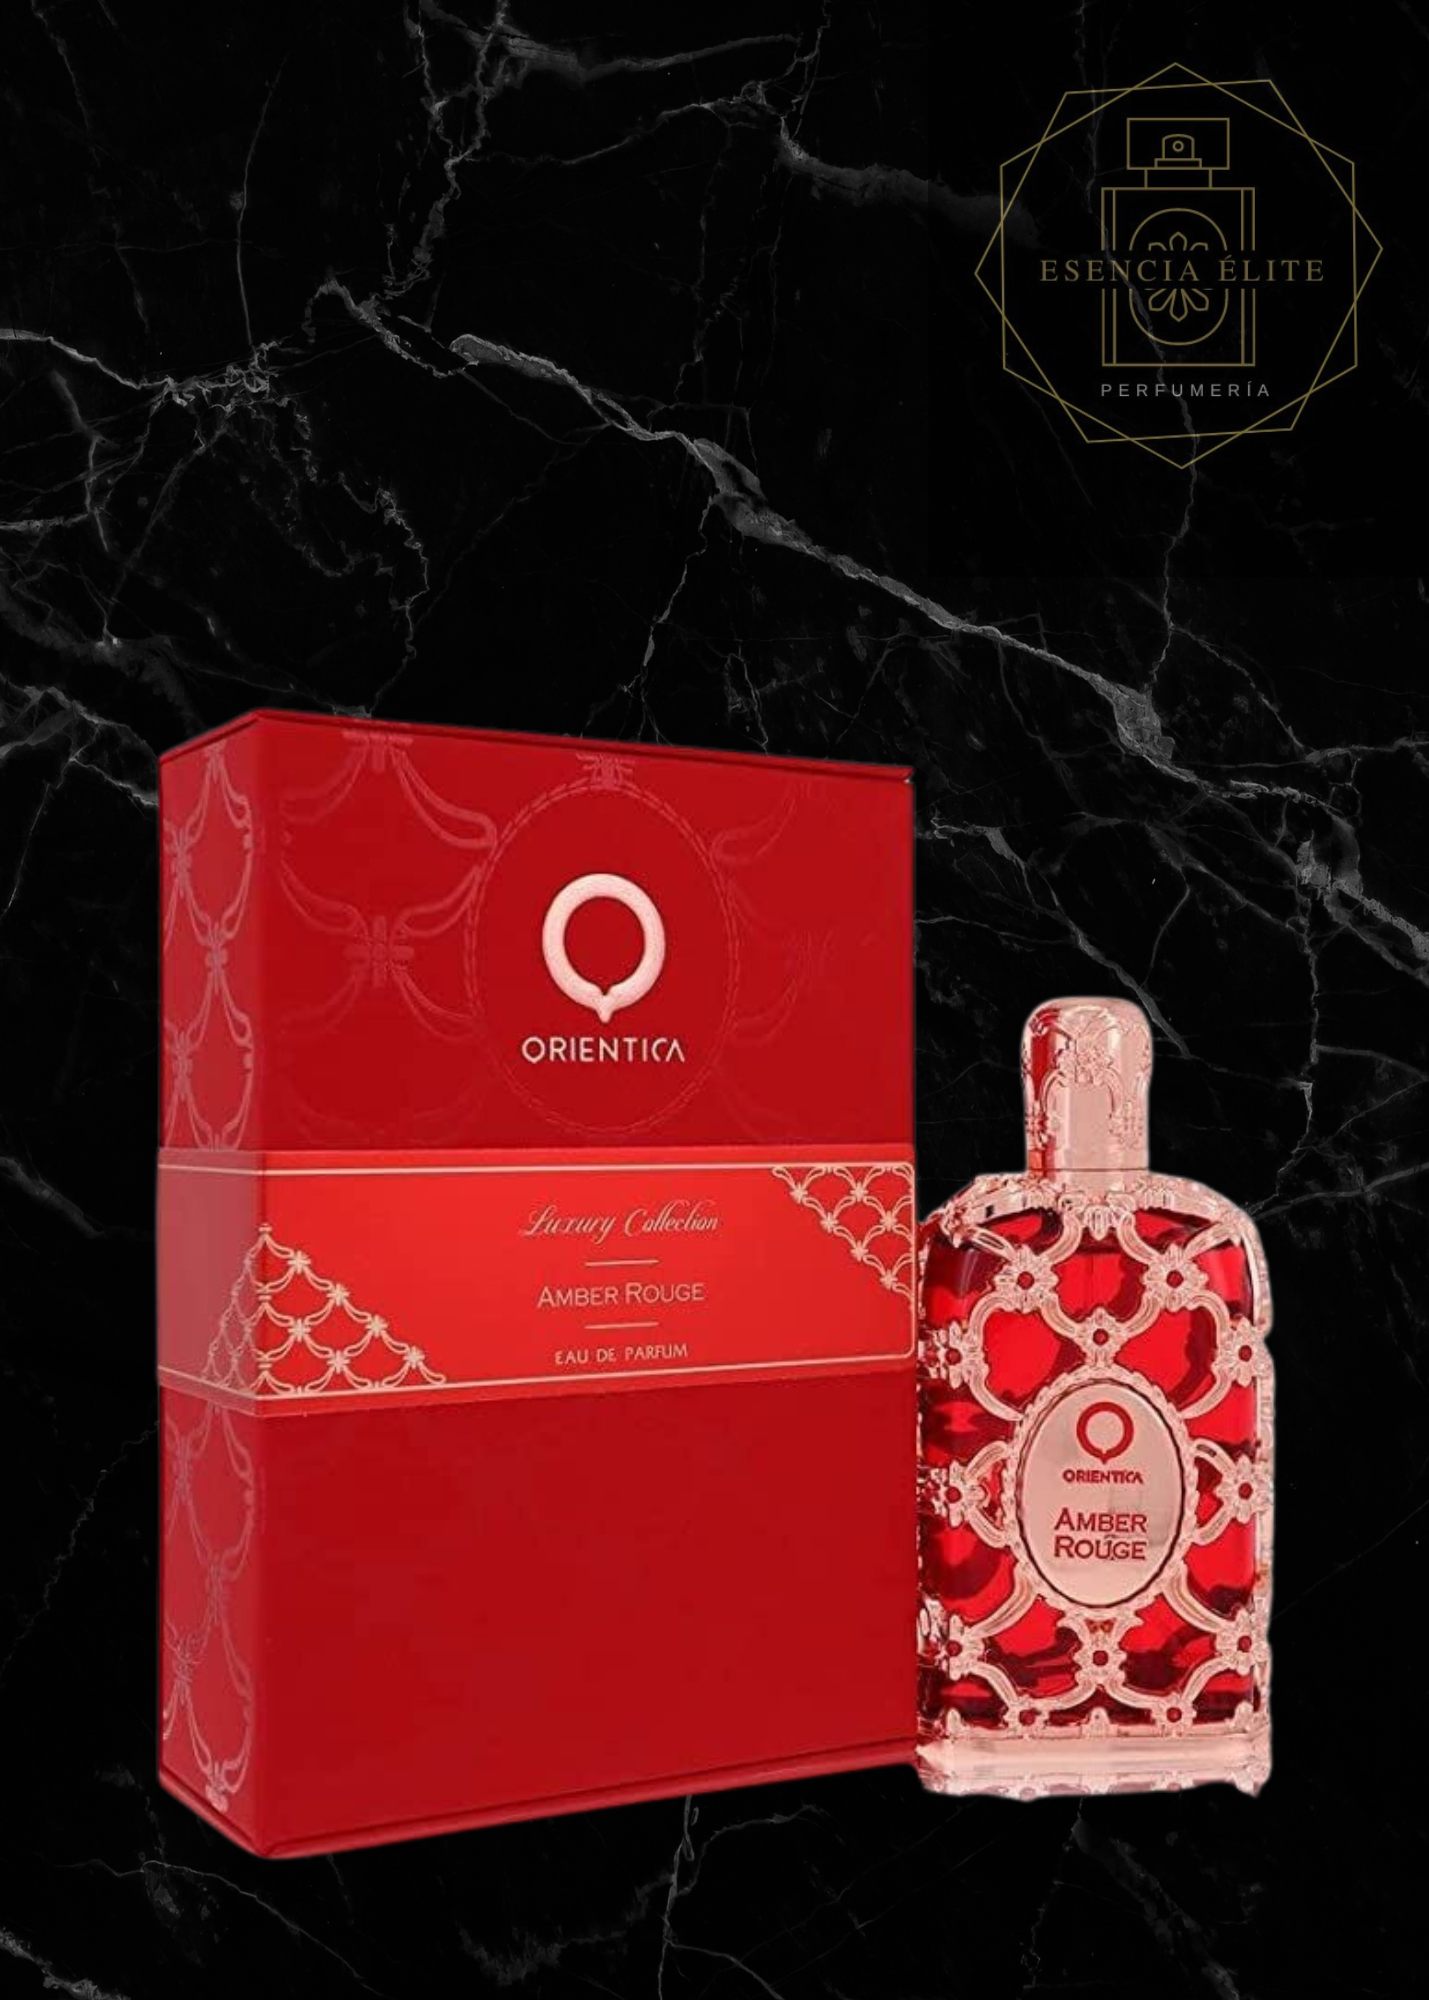 ESENCIA ÉLITE
PERFUMERÍA
ORIENTICA
Luxury Collection
AMBER ROUGE
EAU DE PARFUM
ORIENTICA
AMBER
ROUGE